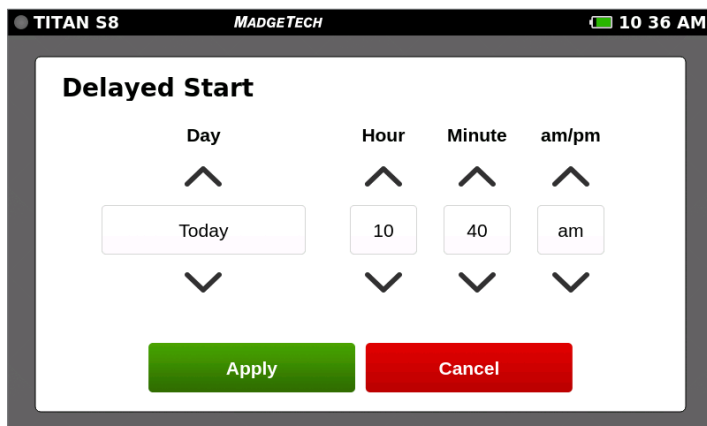 TITAN S8 MADGETECH 10 36 AM
Delayed Start
Day Hour Minute am/pm
Today 10 40 am
Apply Cancel